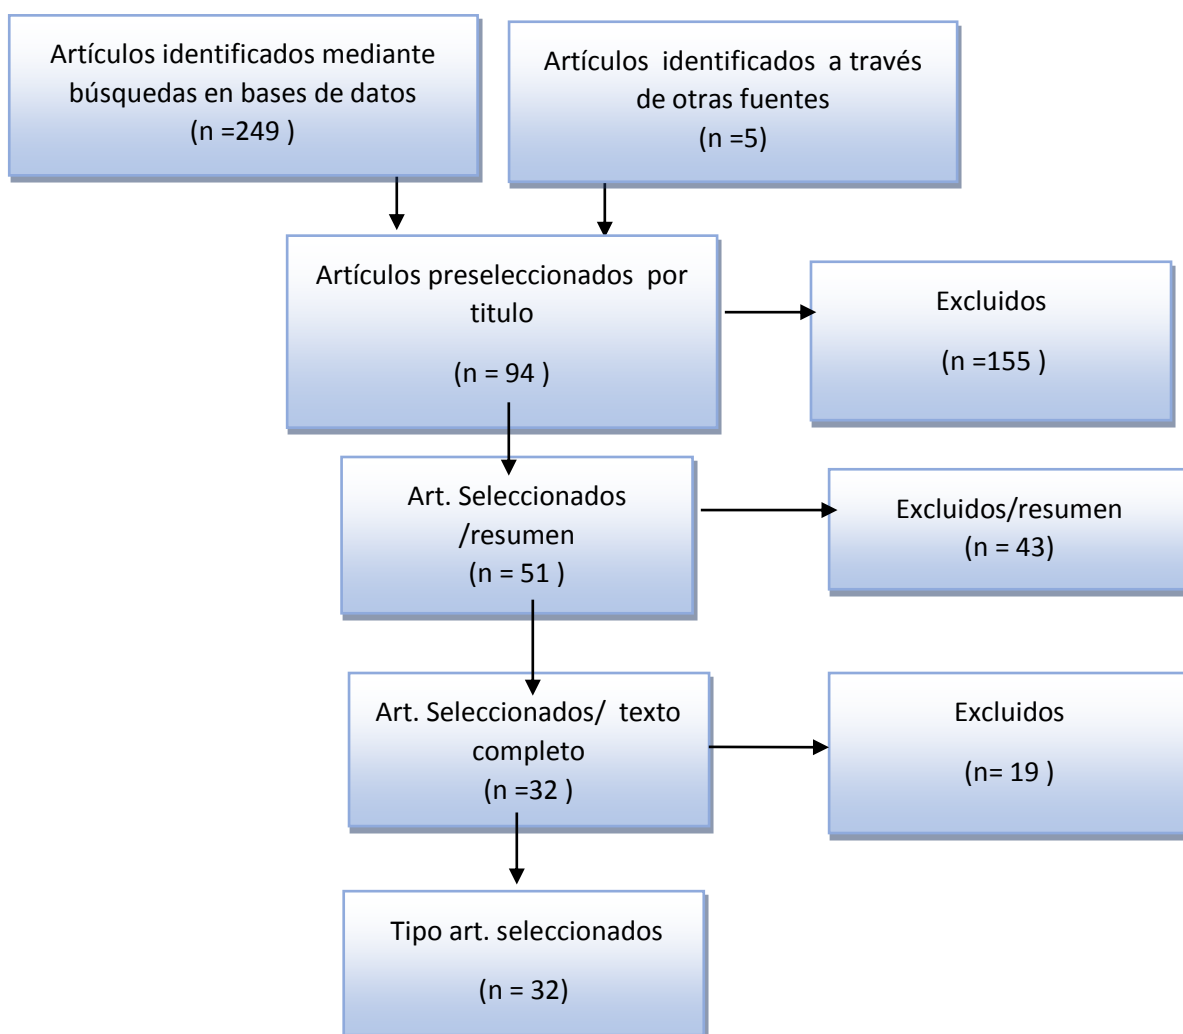 Artículos identificados mediante
búsquedas en bases de datos
(n =249 )
Artículos identificados a través
de otras fuentes
(n =5)
Artículos preseleccionados por
titulo
(n = 94 )
Excluidos
(n =155 )
Art. Seleccionados
/resumen
(n = 51 )
Excluidos/resumen
(n = 43)
Art. Seleccionados/ texto
completo
(n =32 )
Excluidos
(n= 19 )
Tipo art. seleccionados
(n = 32)